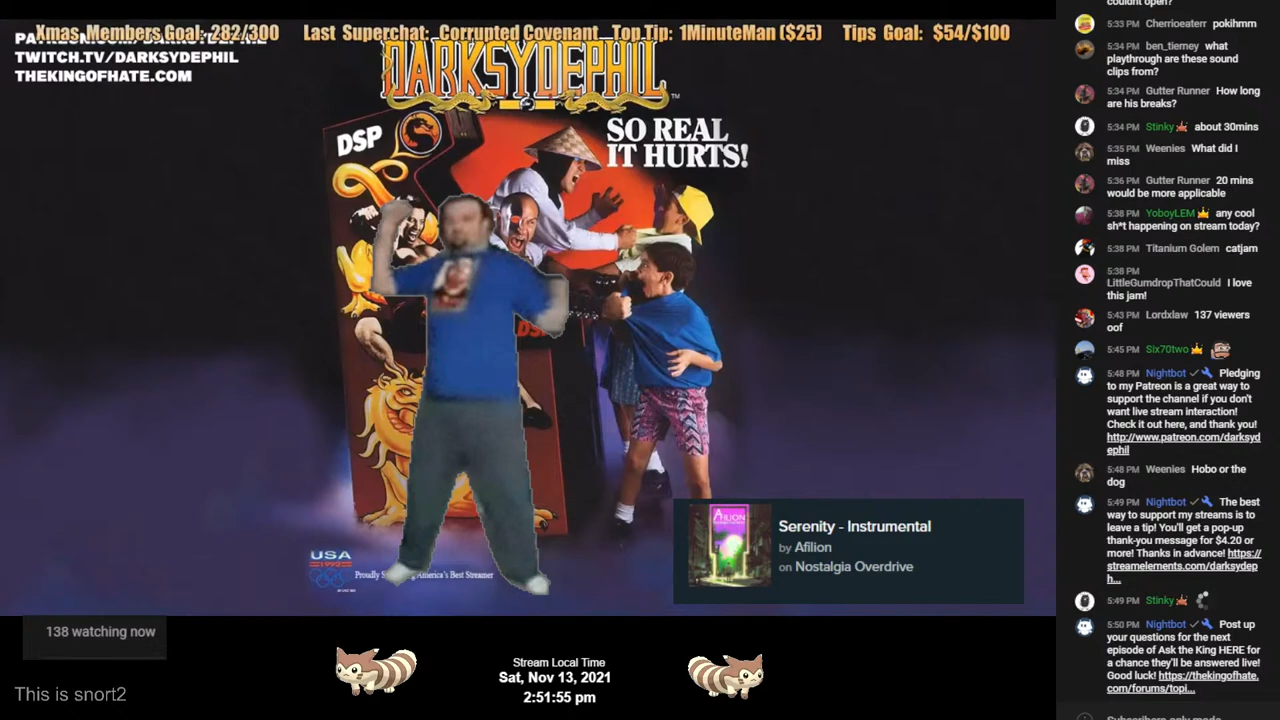 Xmas Members Goal: 282/300 Last Superchat: Corrupted Covenant Top Tip: 1MinuteMan ($25) Tips Goal: $54/$100
PATREON.COM/DARKSYDEPHIL
TWITCH.TV/DARKSYDEPHIL
THEKINGOFHATE.COM
DARKSYDEPHIL
TM
DSP
SO REAL
IT HURTS!
DSP
Serenity - Instrumental
by Afilion
on Nostalgia Overdrive
AFILION
USA
Proudly
America's Best Streamer
138 watching now
This is snort2
Stream Local Time
Sat, Nov 13, 2021
2:51:55 pm
couldnt open?
5:33 PM Cherrioeaterr pokihmm
5:34 PM ben_tierney what
playthrough are these sound
clips from?
5:34 PM Gutter Runner How long
are his breaks?
5:34 PM Stinky about 30mins
5:35 PM Weenies What did I
miss
5:36 PM Gutter Runner 20 mins
would be more applicable
5:38 PM YoboyLEM any cool
sh*t happening on stream today?
5:38 PM Titanium Golem catjam
5:38 PM
LittleGumdropThatCould I love
this jam!
5:43 PM Lordxlaw 137 viewers
oof
5:45 PM Six70two
5:48 PM Nightbot Pledging
to my Patreon is a great way to
support the channel if you don't
want live stream interaction!
Check it out here, and thank you!
http://www.patreon.com/darksyd
ephil
5:48 PM Weenies Hobo or the
dog
5:49 PM Nightbot The best
way to support my streams is to
leave a tip! You'll get a pop-up
thank-you message for $4.20 or
more! Thanks in advance! https://
streamelements.com/darksydep
h...
5:49 PM Stinky
5:50 PM Nightbot Post up
your questions for the next
episode of Ask the King HERE for
a chance they'll be answered live!
Good luck! https://thekingofhate.
com/forums/topi...
Subscribers-only mode